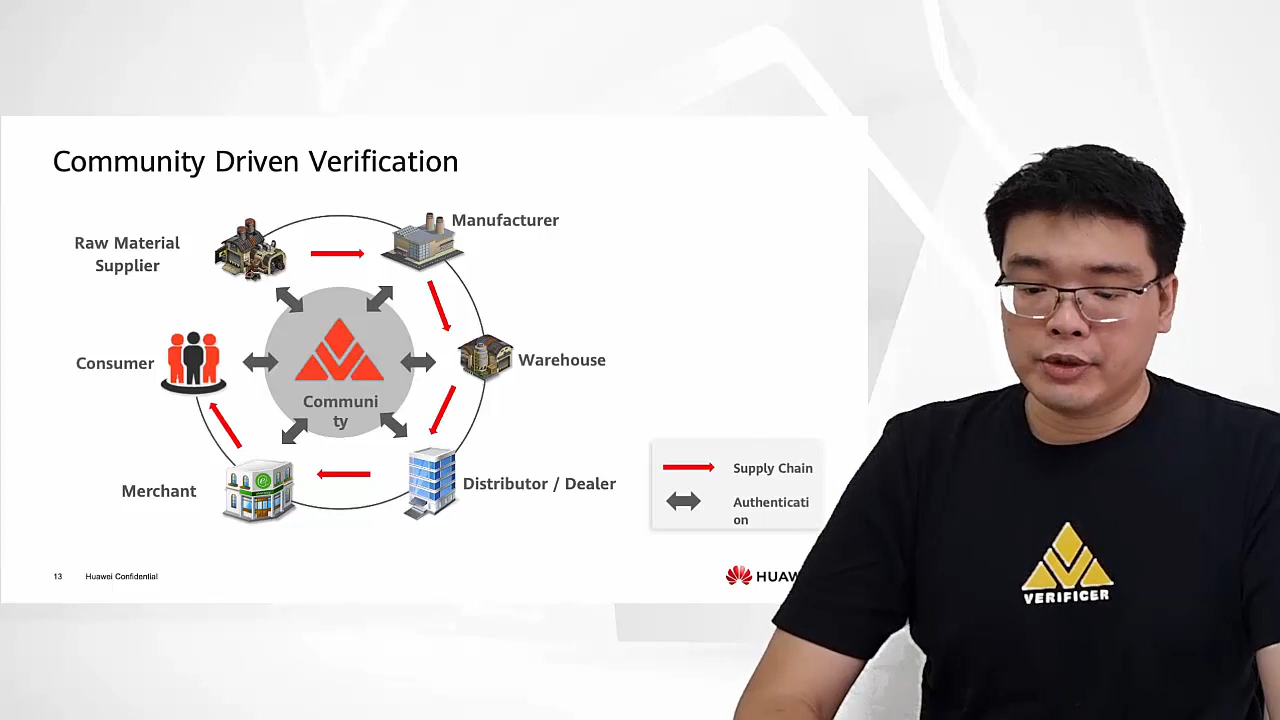 Community Driven Verification
Manufacturer
Raw Material
Supplier
Consumer
Warehouse
Communi
ty
Merchant
Distributor / Dealer
Supply Chain
Authenticati
on
13 Huawei Confidential
HUAW
VERIFICER